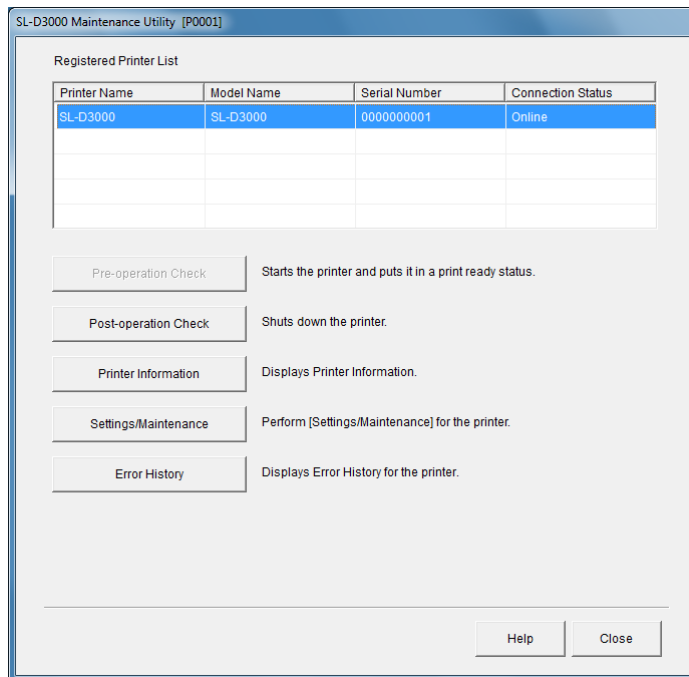 SL-D3000 Maintenance Utility [P0001]
Registered Printer List
Printer Name Model Name Serial Number Connection Status
SL-D3000 SL-D3000 0000000001 Online
Pre-operation Check Starts the printer and puts it in a print ready status.
Post-operation Check Shuts down the printer.
Printer Information Displays Printer Information.
Settings/Maintenance Perform [Settings/Maintenance] for the printer.
Error History Displays Error History for the printer.
Help Close